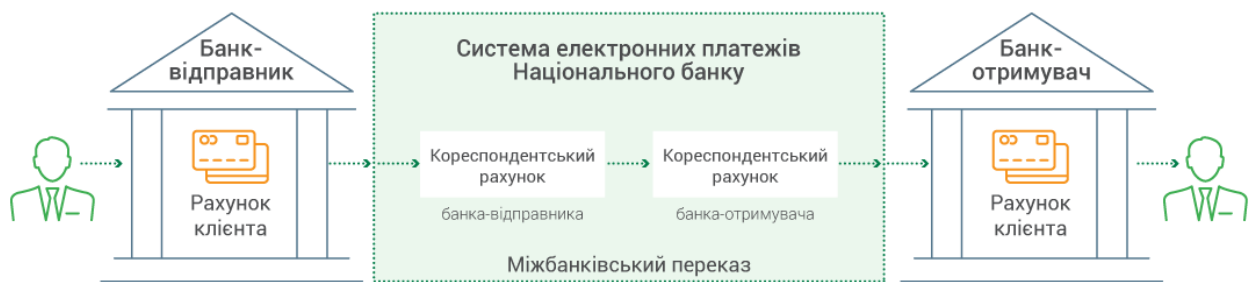 Банк-
відправник
Рахунок
клієнта
Система електронних платежів
Національного банку
Кореспондентський
рахунок
банка-відправника
Кореспондентський
рахунок
банка-отримувача
Міжбанківський переказ
Банк-
отримувач
Рахунок
клієнта